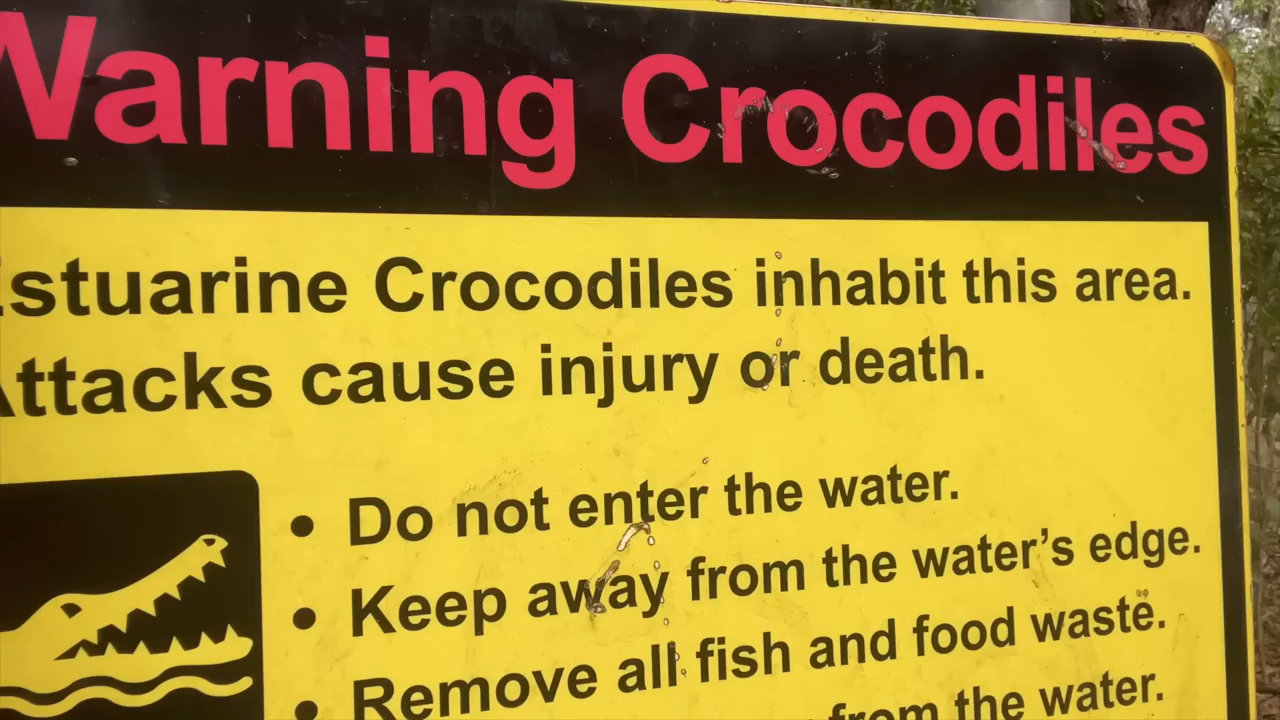 Warning Crocodiles
Estuarine Crocodiles inhabit this area.
Attacks cause injury or death.
• Do not enter the water.
• Keep away from the water's edge.
• Remove all fish and food waste.
from the water.